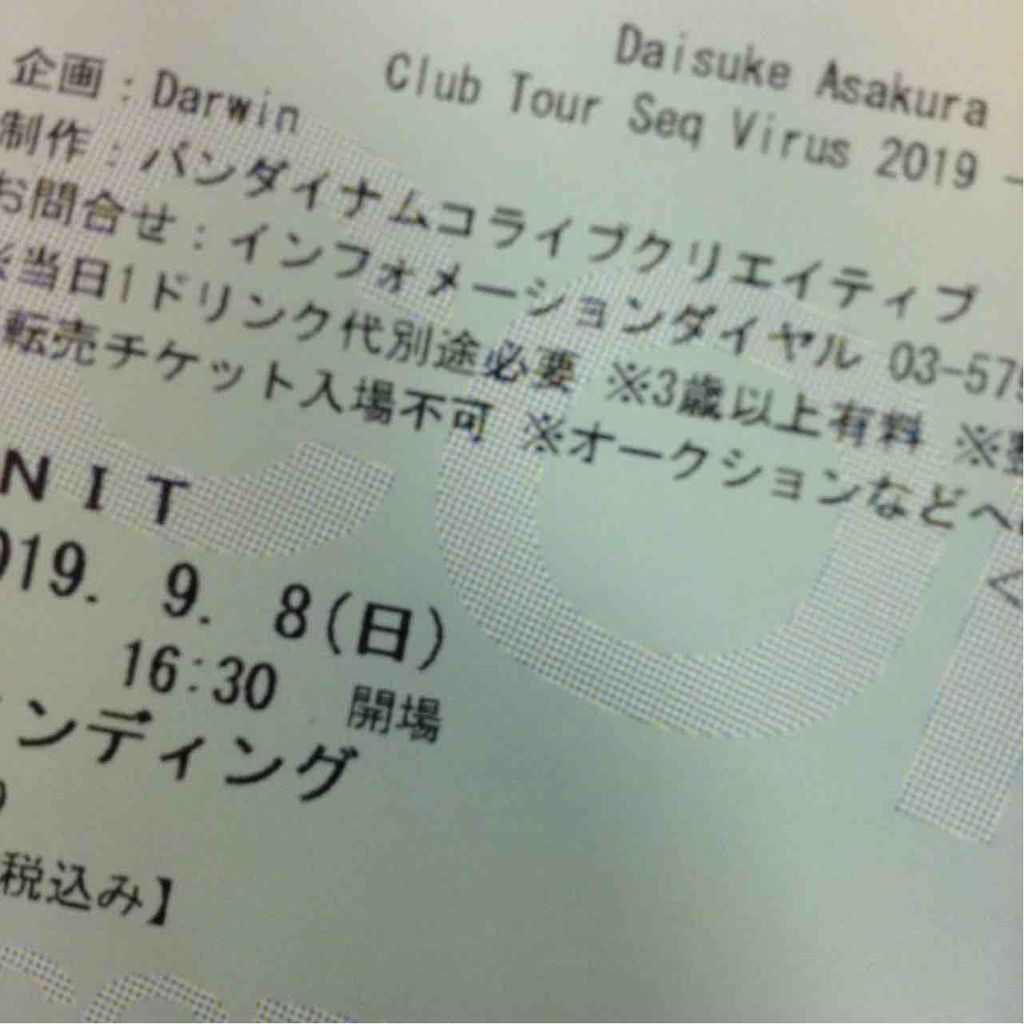 Daisuke Asakura
Club Tour Seq Virus 2019 -
企画:Darwin
制作:バンダイナムコライブクリエイティブ
お問合せ:インフォメーションダイヤル 03-579
※当日1ドリンク代別途必要 ※3歳以上有料 ※整
転売チケット入場不可 ※オークションなどへ
NIT
019. 9. 8(日)
16:30 開場
ンディング
税込み】